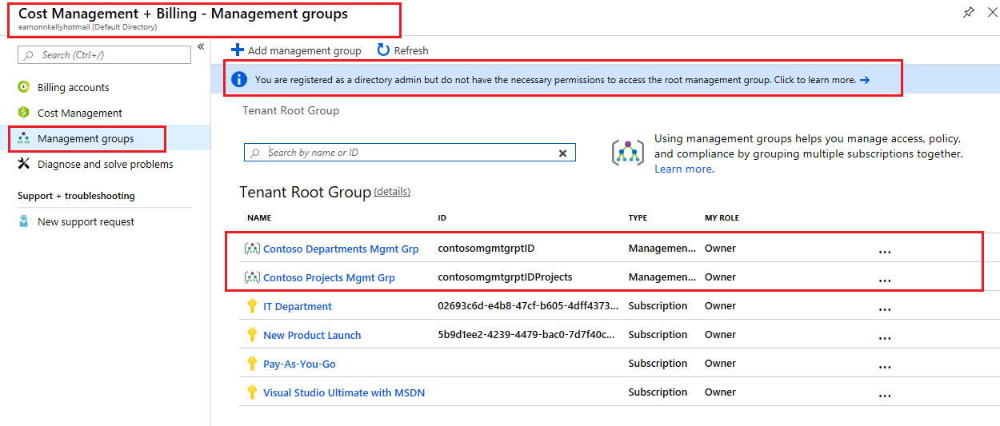 Cost Management + Billing - Management groups
eamonnkellyhotmail (Default Directory)
Search (Ctrl+/)
Billing accounts
Cost Management
Management groups
Diagnose and solve problems
Support + troubleshooting
New support request
Add management group Refresh
You are registered as a directory admin but do not have the necessary permissions to access the root management group. Click to learn more. →
Tenant Root Group
Search by name or ID
Using management groups helps you manage access, policy,
and compliance by grouping multiple subscriptions together.
Learn more.
Tenant Root Group (details)
NAME ID TYPE MY ROLE
Contoso Departments Mgmt Grp contosomgmtgrptID Managemen... Owner ...
Contoso Projects Mgmt Grp contosomgmtgrptIDProjects Managemen... Owner ...
IT Department 02693c6d-e4b8-47cf-b605-4dff4373... Subscription Owner ...
New Product Launch 5b9d1ee2-4239-4479-bac0-7d7f40c... Subscription Owner ...
Pay-As-You-Go Subscription Owner ...
Visual Studio Ultimate with MSDN Subscription Owner ...